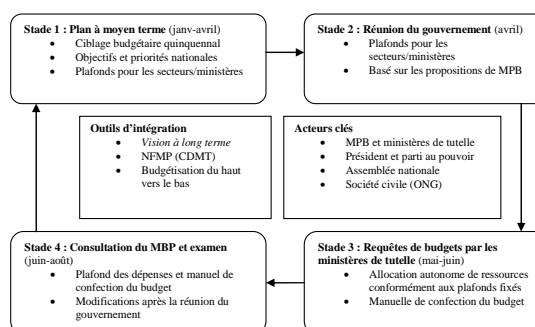 Stade 1 : Plan à moyen terme (janv-avril)
• Ciblage budgétaire quinquennal
• Objectifs et priorités nationales
• Plafonds pour les secteurs/ministères
Stade 2 : Réunion du gouvernement (avril)
• Plafonds pour les
secteurs/ministères
• Basé sur les propositions de MPB
Outils d'intégration
• Vision à long terme
• NFMP (CDMT)
• Budgétisation du haut
vers le bas
Acteurs clés
• MPB et ministères de tutelle
• Président et parti au pouvoir
• Assemblée nationale
• Société civile (ONG)
Stade 4 : Consultation du MBP et examen
(juin-août)
• Plafond des dépenses et manuel de
confection du budget
• Modifications après la réunion du
gouvernement
Stade 3 : Requêtes de budgets par les
ministères de tutelle (mai-juin)
• Allocation autonome de ressources
conformément aux plafonds fixés
• Manuelle de confection du budget